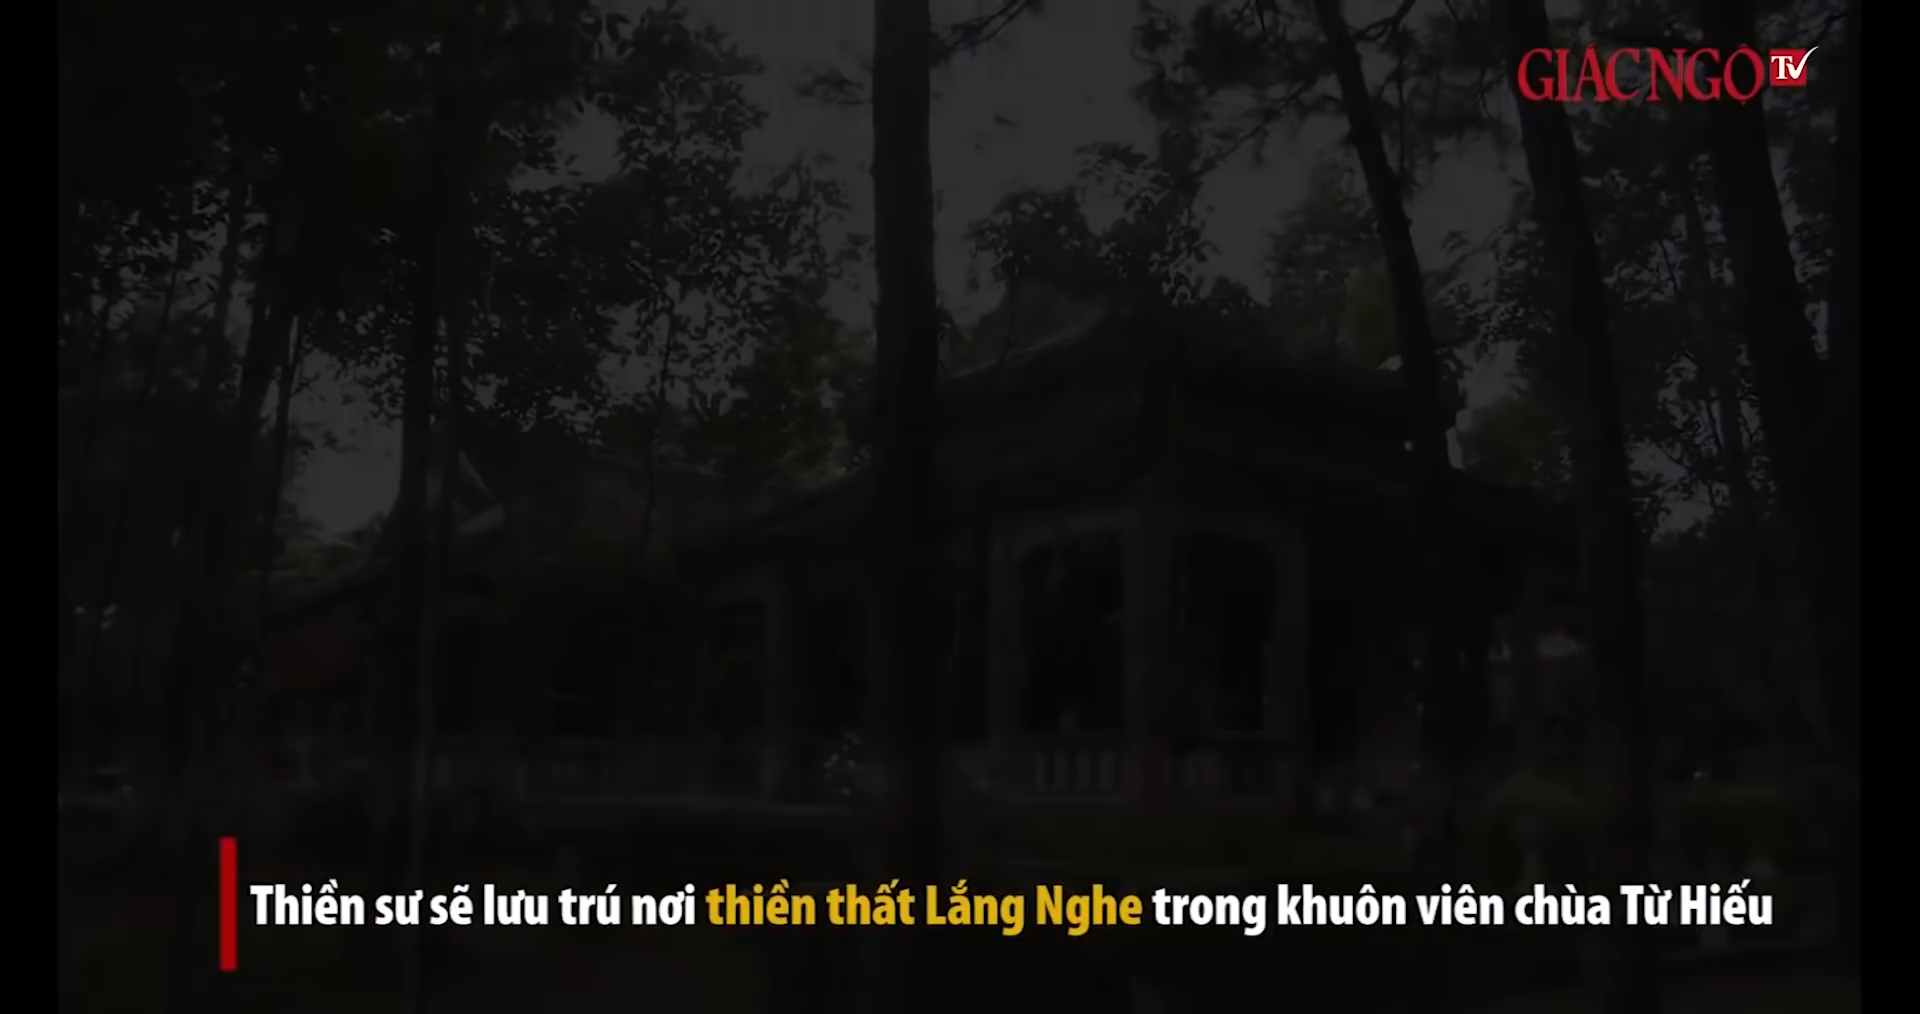 GIÁC NGỘ TV
Thiền sư sẽ lưu trú nơi thiền thất Lắng Nghe trong khuôn viên chùa Từ Hiếu